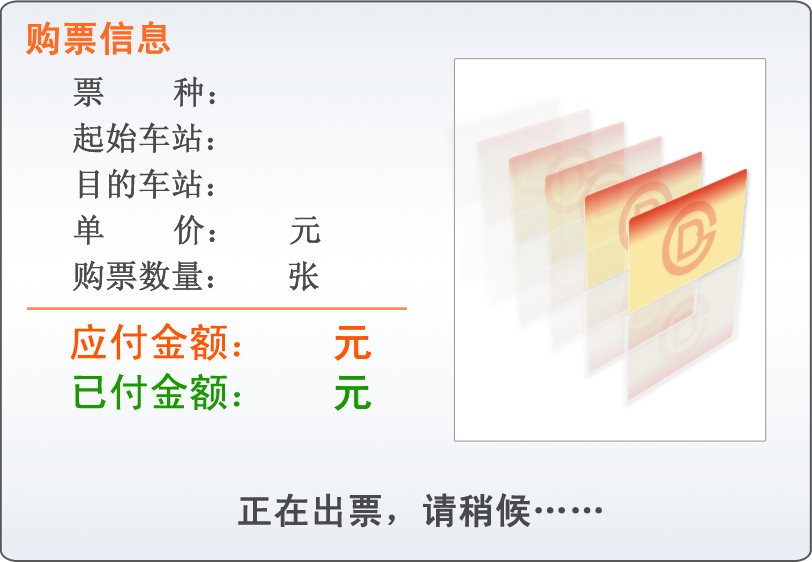 购票信息
票 种：
起始车站：
目的车站：
单 价： 元
购票数量： 张
应付金额： 元
已付金额： 元
正在出票，请稍候……